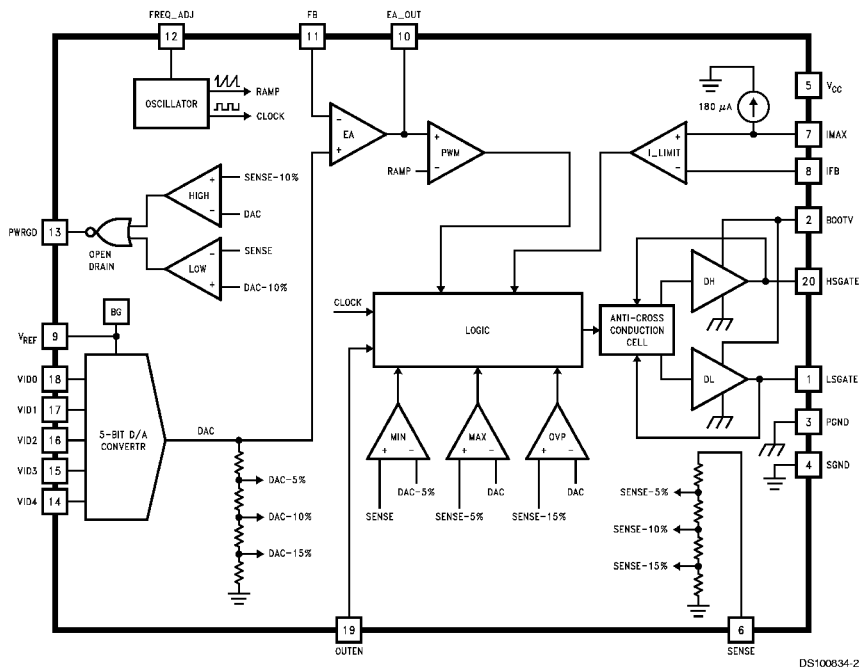 FREQ_ADJ
12
FB
11
EA_OUT
10
OSCILLATOR
RAMP
CLOCK
180 µA
5
VCC
7
IMAX
8
IFB
- EA +
+ PWM -
RAMP
+ I_LIMIT -
SENSE-10%
+ HIGH -
DAC
PWRGD
13
OPEN
DRAIN
SENSE
- LOW +
DAC-10%
2
BOOTV
DH
20
HSGATE
CLOCK
LOGIC
ANTI-CROSS
CONDUCTION
CELL
BG
VREF
9
DL
1
LSGATE
VID0
18
VID1
17
VID2
16
VID3
15
VID4
14
5-BIT D/A
CONVERTR
DAC
3
PGND
4
SGND
MIN
+ -
MAX
+ -
OVP
+ -
DAC-5%
DAC
DAC
SENSE
SENSE-5%
SENSE-15%
DAC-5%
DAC-10%
DAC-15%
SENSE-5%
SENSE-10%
SENSE-15%
19
OUTEN
6
SENSE
DS100834-2